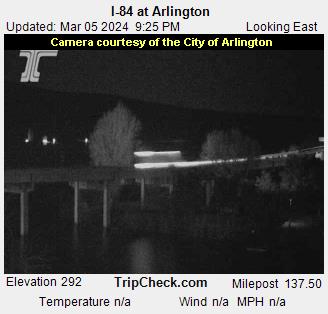 I-84 at Arlington
Updated: Mar 05 2024 9:25 PM Looking East
Camera courtesy of the City of Arlington
Elevation 292 TripCheck.com Milepost 137.50
Temperature n/a Wind n/a MPH n/a